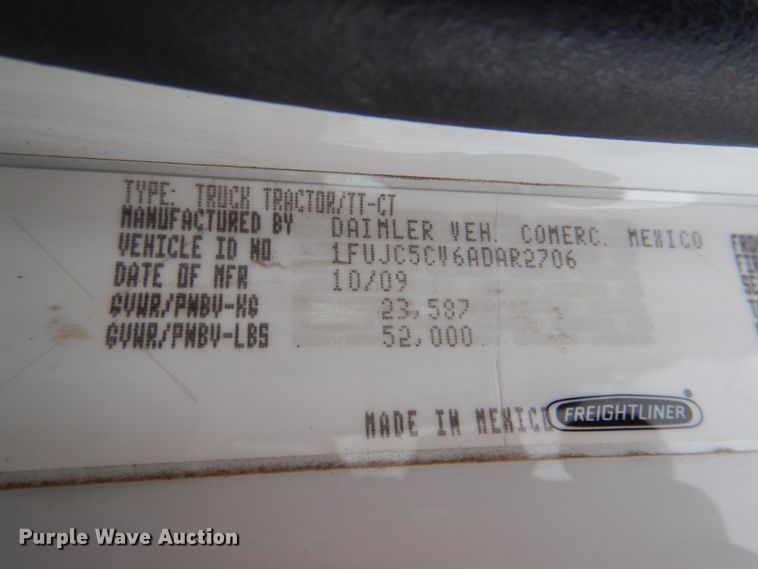 TYPE: TRUCK TRACTOR/TT-CT
MANUFACTURED BY DAIMLER VEH. COMERC. MEXICO
VEHICLE ID NO 1FUJC5CV6ADAR2706
DATE OF MFR 10/09
GVWR/PNBV-KG 23,587
GVWR/PNBV-LBS 52,000
MADE IN MEXICO FREIGHTLINER
Purple Wave Auction